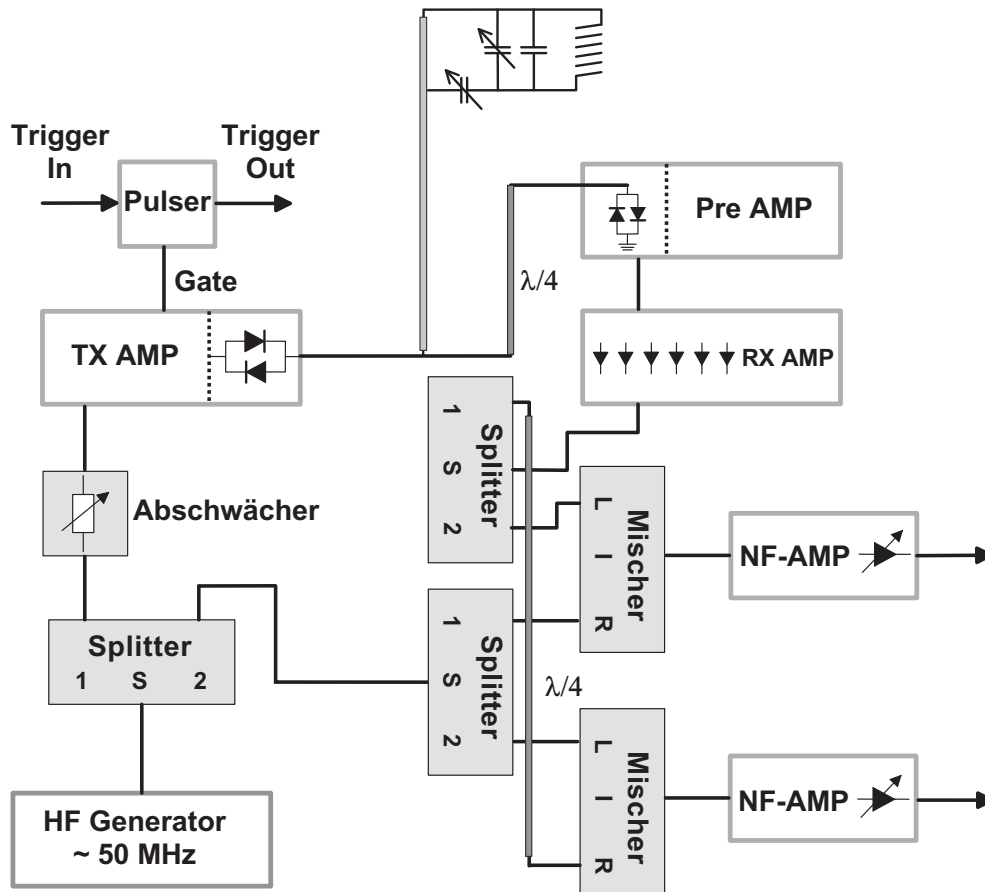 Trigger
In
Trigger
Out
Pulser
Pre AMP
Gate
λ/4
TX AMP
RX AMP
1
S
2
Splitter
Abschwächer
L
I
R
Mischer
NF-AMP
Splitter
1 S 2
1
S
2
Splitter
λ/4
L
I
R
Mischer
NF-AMP
HF Generator
~ 50 MHz